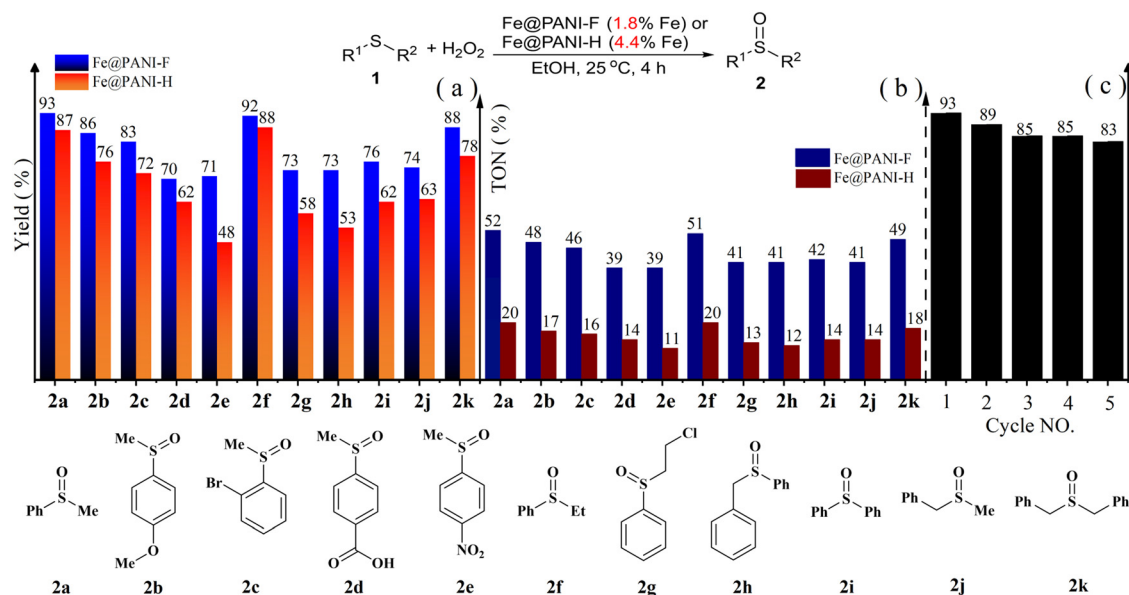 R¹ S R² + H₂O₂
1
Fe@PANI-F (1.8% Fe) or
Fe@PANI-H (4.4% Fe)
EtOH, 25 °C, 4 h
O
R¹ S R²
2
Fe@PANI-F
Fe@PANI-H
( a )
Yield ( % )
93 87 86 76 83 72 70 62 71 48 92 88 73 58 73 53 76 62 74 63 88 78
2a 2b 2c 2d 2e 2f 2g 2h 2i 2j 2k
( b )
TON ( % )
Fe@PANI-F
Fe@PANI-H
52 20 48 17 46 16 39 14 39 11 51 20 41 13 41 12 42 14 41 14 49 18
2a 2b 2c 2d 2e 2f 2g 2h 2i 2j 2k
( c )
93 89 85 85 83
1 2 3 4 5
Cycle NO.
O
Ph S Me
2a
Me S O
Me O
2b
Me S O
Br
2c
Me S O
O OH
2d
Me S O
NO₂
2e
O
Ph S Et
2f
Cl
O S
2g
O
S Ph
2h
O
Ph S Ph
2i
O
Ph S Me
2j
O
Ph S Ph
2k